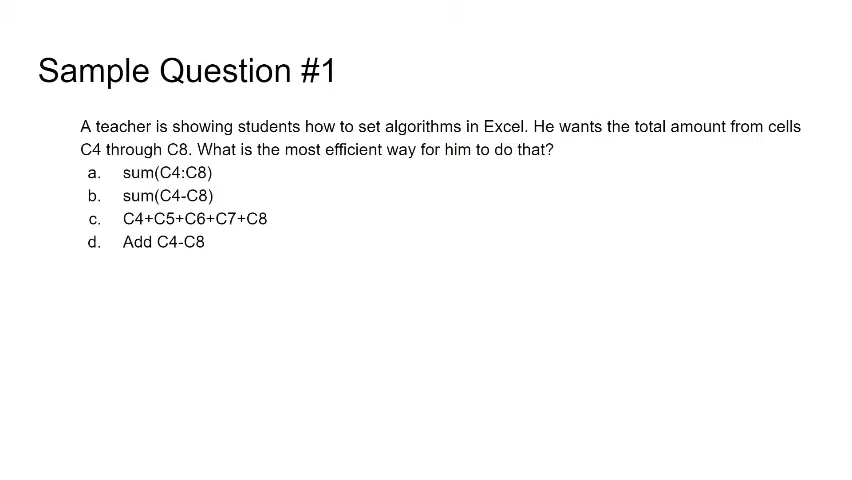 Sample Question #1
A teacher is showing students how to set algorithms in Excel. He wants the total amount from cells
C4 through C8. What is the most efficient way for him to do that?
a. sum(C4:C8)
b. sum(C4-C8)
c. C4+C5+C6+C7+C8
d. Add C4-C8